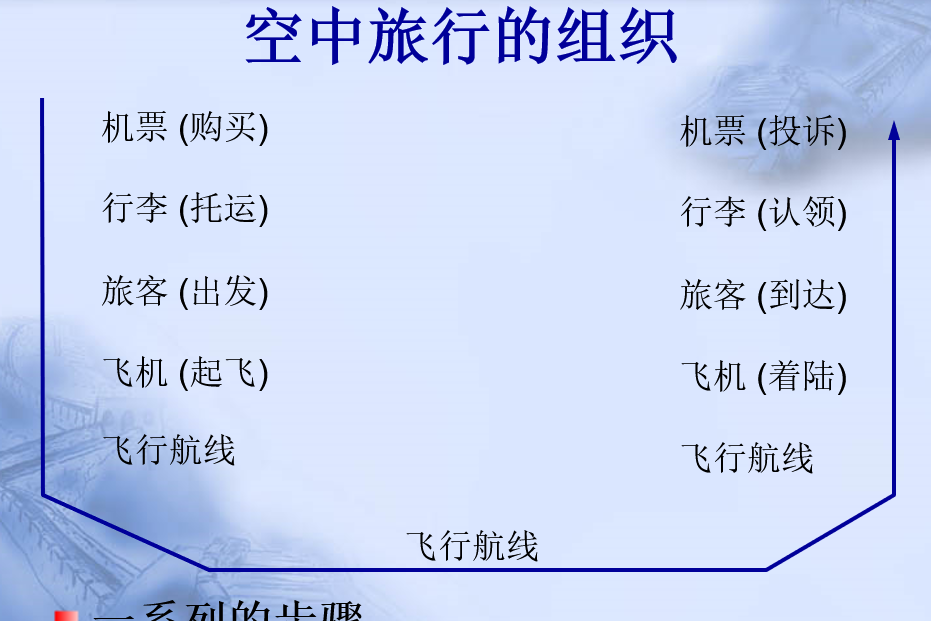 空中旅行的组织
机票 (购买)
行李 (托运)
旅客 (出发)
飞机 (起飞)
飞行航线
机票 (投诉)
行李 (认领)
旅客 (到达)
飞机 (着陆)
飞行航线
飞行航线
一系列的步骤